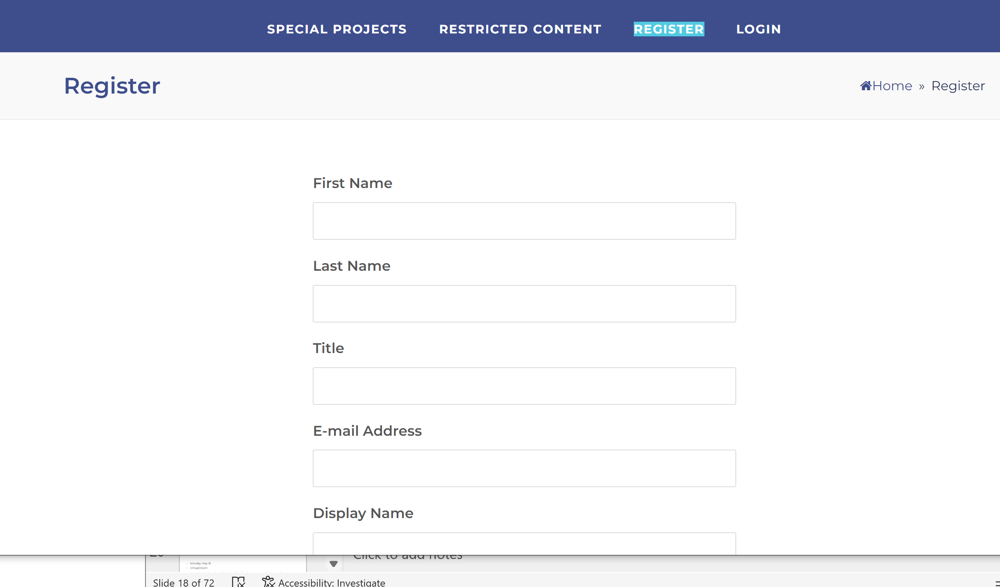 SPECIAL PROJECTS RESTRICTED CONTENT REGISTER LOGIN
Register
Home » Register
First Name
Last Name
Title
E-mail Address
Display Name
Click to add notes
Monday, May 16
Virtual/Zoom
Slide 18 of 72
Accessibility: Investigate